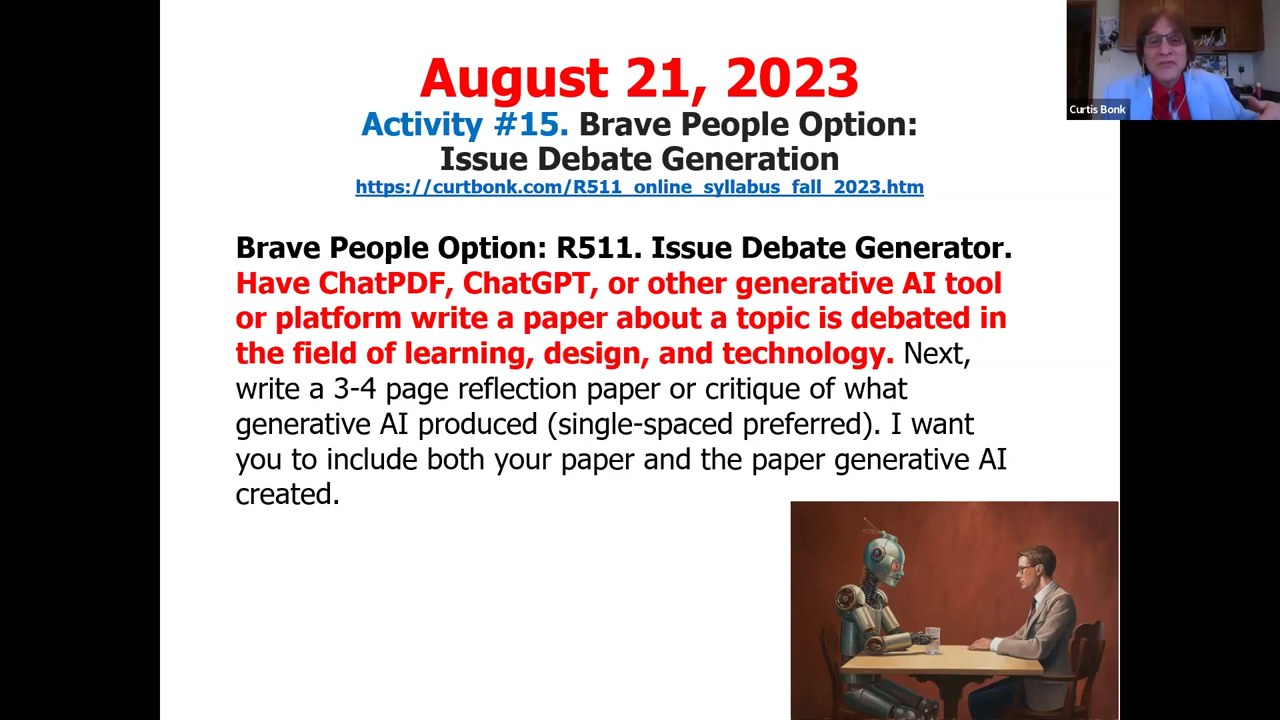 August 21, 2023
Activity #15. Brave People Option:
Issue Debate Generation
https://curtbonk.com/R511_online_syllabus_fall_2023.htm
Brave People Option: R511. Issue Debate Generator.
Have ChatPDF, ChatGPT, or other generative AI tool
or platform write a paper about a topic is debated in
the field of learning, design, and technology. Next,
write a 3-4 page reflection paper or critique of what
generative AI produced (single-spaced preferred). I want
you to include both your paper and the paper generative AI
created.
Curtis Bonk